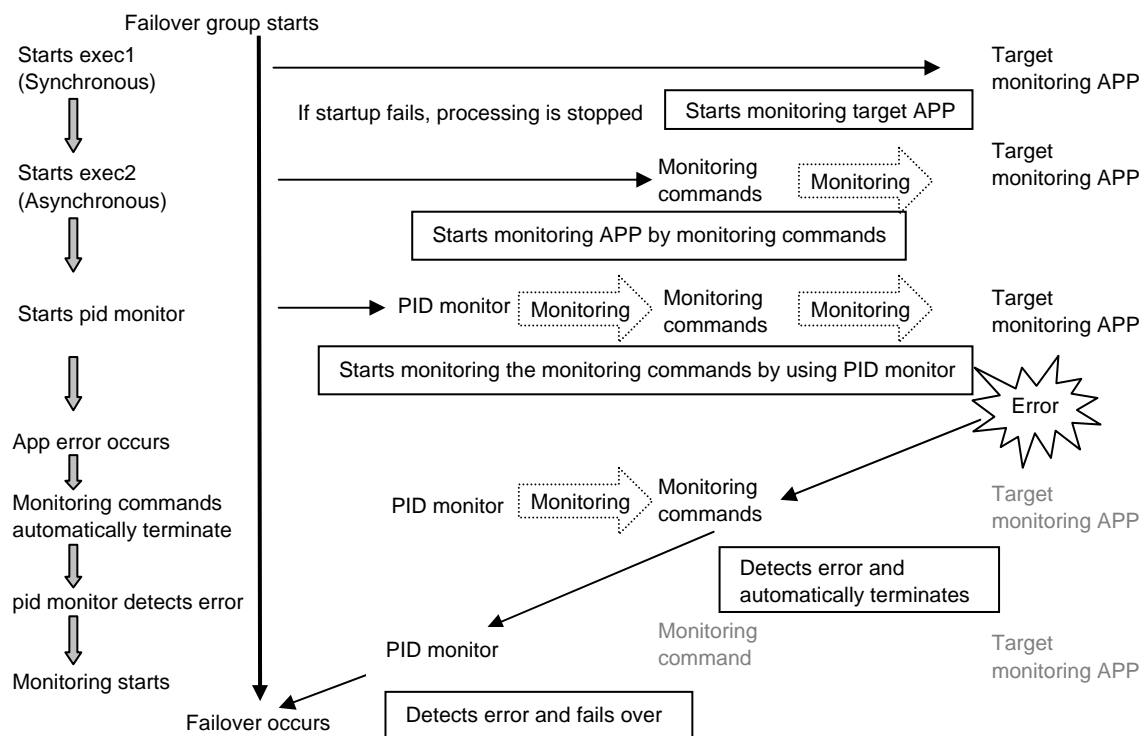 Failover group starts
Starts exec1
(Synchronous)
Target
monitoring APP
If startup fails, processing is stopped
Starts monitoring target APP
Starts exec2
(Asynchronous)
Monitoring
commands
Monitoring
Target
monitoring APP
Starts monitoring APP by monitoring commands
Starts pid monitor
PID monitor
Monitoring
Monitoring
commands
Monitoring
Target
monitoring APP
Starts monitoring the monitoring commands by using PID monitor
Error
App error occurs
Monitoring commands
automatically terminate
PID monitor
Monitoring
Monitoring
commands
Target
monitoring APP
Detects error and
automatically terminates
pid monitor detects error
PID monitor
Monitoring
command
Target
monitoring APP
Monitoring starts
Failover occurs
Detects error and fails over